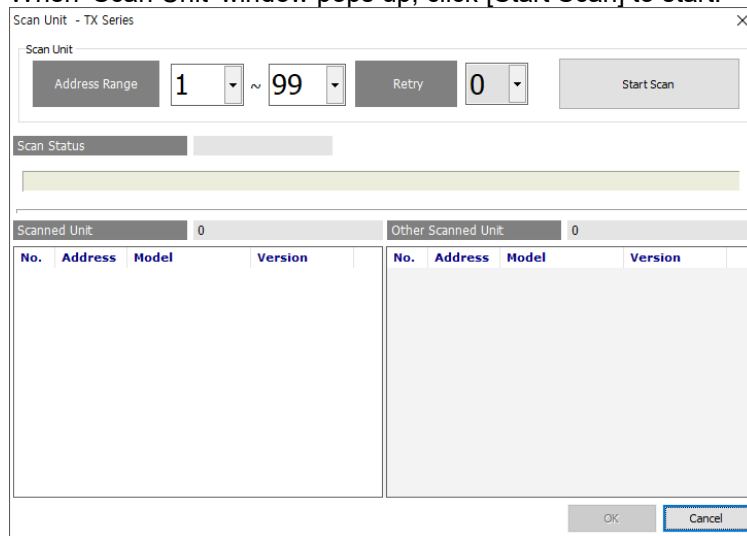 When 'Scan Unit' window pops up, click [Start Scan] to start.
Scan Unit - TX Series
Scan Unit
Address Range 1 ~ 99 Retry 0 Start Scan
Scan Status
Scanned Unit 0 Other Scanned Unit 0
No. Address Model Version No. Address Model Version
OK Cancel